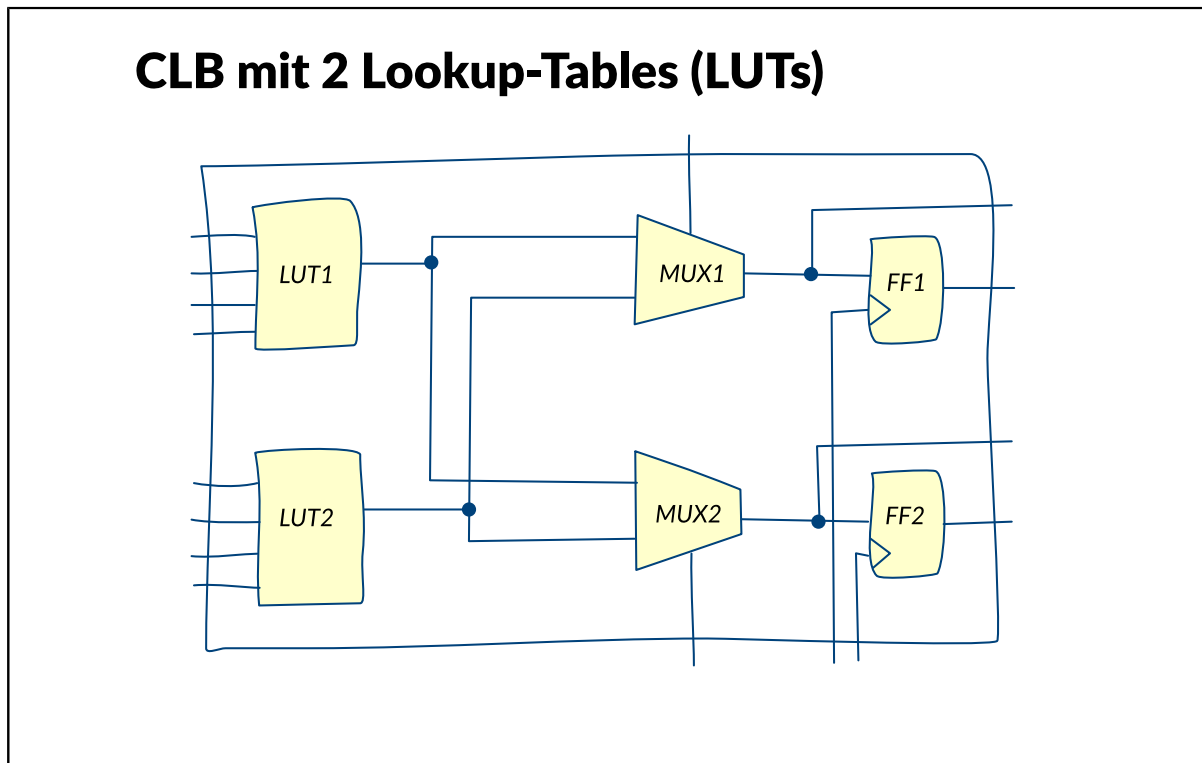 CLB mit 2 Lookup-Tables (LUTs)
LUT1
MUX1
FF1
LUT2
MUX2
FF2